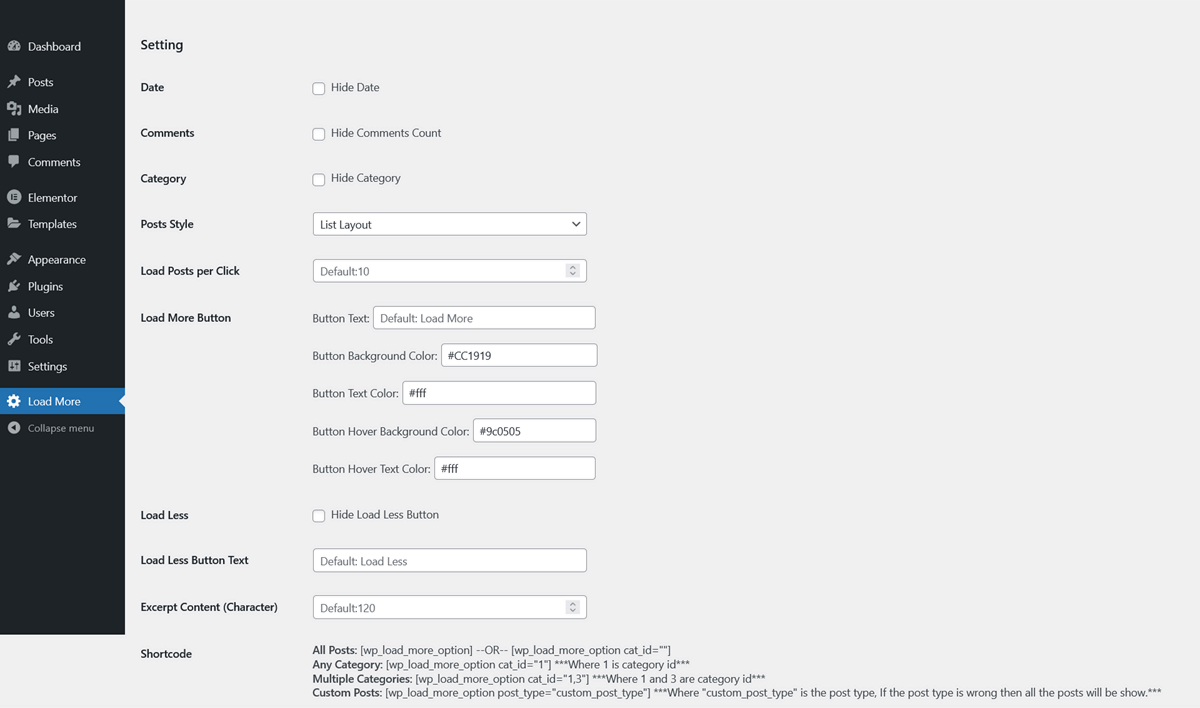 Dashboard
Posts
Media
Pages
Comments
Elementor
Templates
Appearance
Plugins
Users
Tools
Settings
Load More
Collapse menu
Setting
Date
Hide Date
Comments
Hide Comments Count
Category
Hide Category
Posts Style
List Layout
Load Posts per Click
Default:10
Load More Button
Button Text: Default: Load More
Button Background Color: #CC1919
Button Text Color: #fff
Button Hover Background Color: #9c0505
Button Hover Text Color: #fff
Load Less
Hide Load Less Button
Load Less Button Text
Default: Load Less
Excerpt Content (Character)
Default:120
Shortcode
All Posts: [wp_load_more_option] --OR-- [wp_load_more_option cat_id=""]
Any Category: [wp_load_more_option cat_id="1"] ***Where 1 is category id***
Multiple Categories: [wp_load_more_option cat_id="1,3"] ***Where 1 and 3 are category id***
Custom Posts: [wp_load_more_option post_type="custom_post_type"] ***Where "custom_post_type" is the post type, If the post type is wrong then all the posts will be show.***